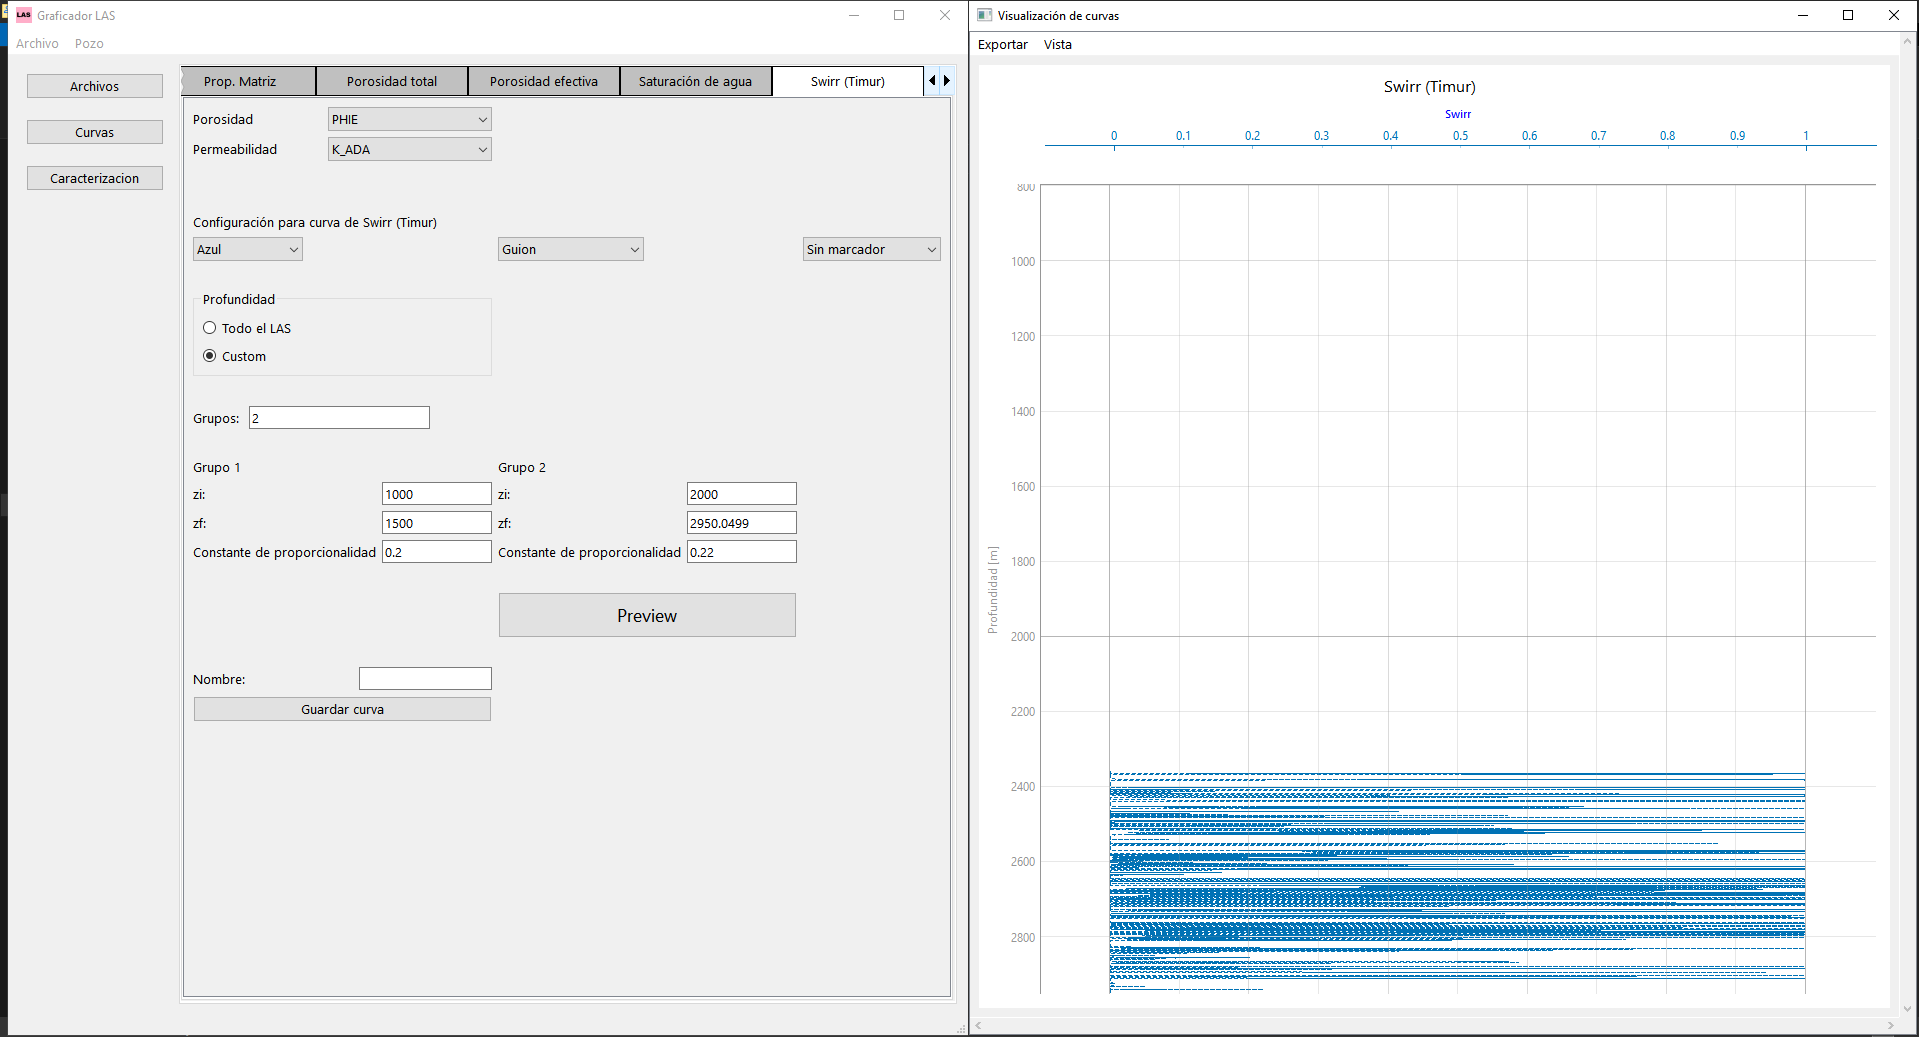 LAS Graficador LAS
Archivo Pozo
Archivos
Curvas
Caracterizacion
Prop. Matriz Porosidad total Porosidad efectiva Saturación de agua Swirr (Timur)
Porosidad PHIE
Permeabilidad K_ADA
Configuración para curva de Swirr (Timur)
Azul Guion Sin marcador
Profundidad
Todo el LAS
Custom
Grupos: 2
Grupo 1 Grupo 2
zi: 1000 zi: 2000
zf: 1500 zf: 2950.0499
Constante de proporcionalidad 0.2 Constante de proporcionalidad 0.22
Preview
Nombre:
Guardar curva
Visualización de curvas
Exportar Vista
Swirr (Timur)
Swirr
0 0.1 0.2 0.3 0.4 0.5 0.6 0.7 0.8 0.9 1
800
1000
1200
1400
1600
1800
2000
2200
2400
2600
2800
Profundidad [m]